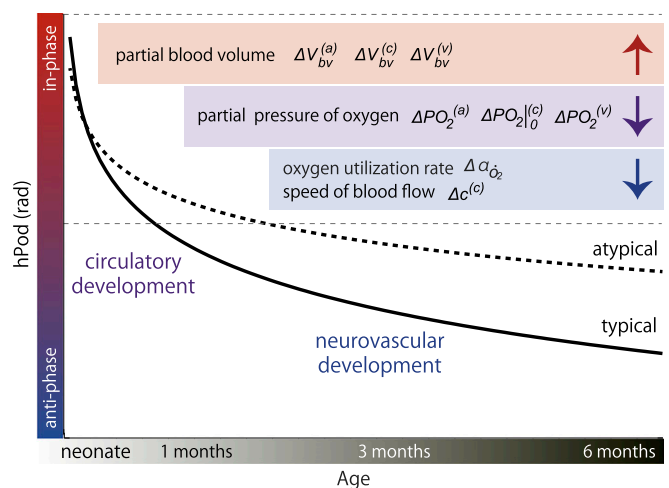 in-phase
hPod (rad)
anti-phase
partial blood volume ΔV_bv^(a) ΔV_bv^(c) ΔV_bv^(v)
partial pressure of oxygen ΔPO₂^(a) ΔPO₂|₀^(c) ΔPO₂^(v)
oxygen utilization rate Δα_Ȯ₂
speed of blood flow Δc^(c)
atypical
circulatory
development
typical
neurovascular
development
neonate 1 months 3 months 6 months
Age